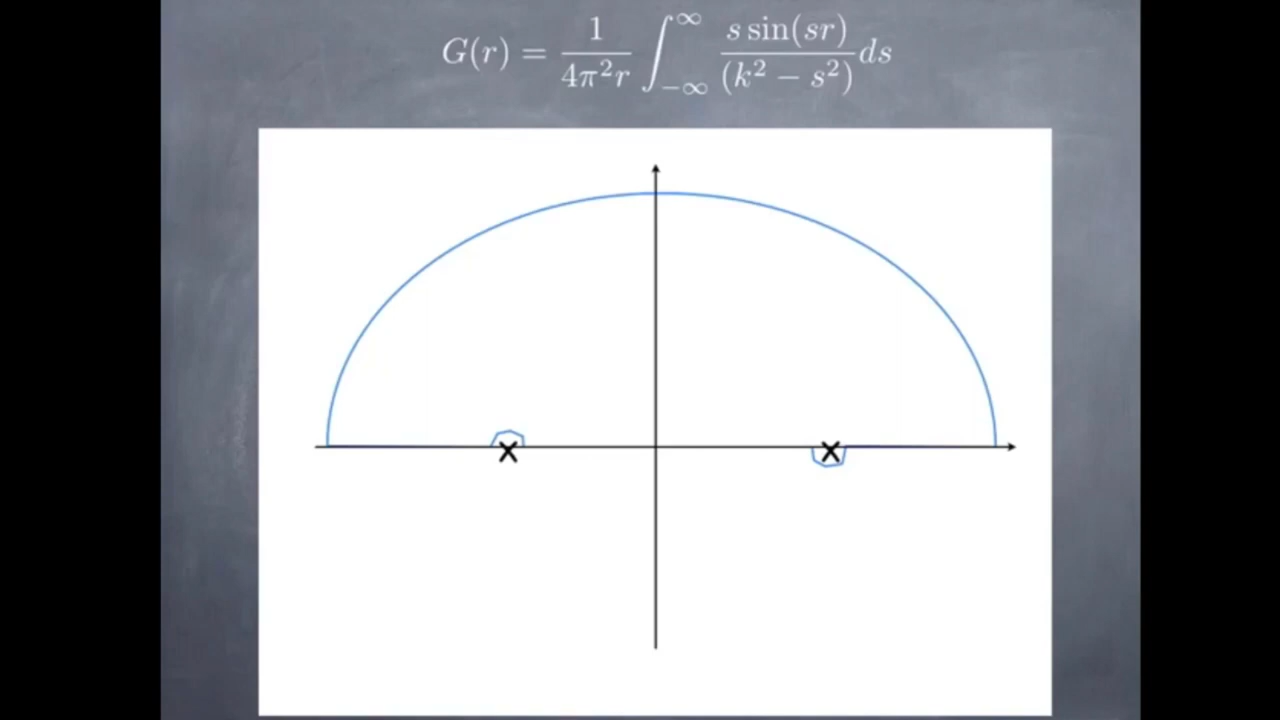 G(r) = \frac{1}{4\pi^2 r} \int_{-\infty}^{\infty} \frac{s \sin(sr)}{(k^2 - s^2)} ds